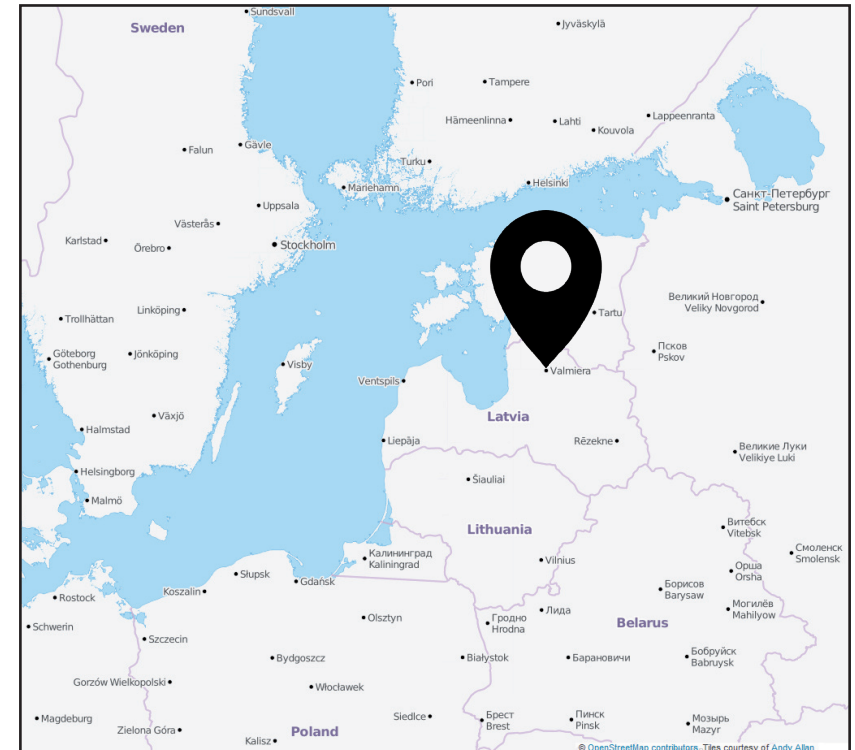 Sundsvall
Sweden
Jyväskylä
Pori
Tampere
Hämeenlinna
Lahti
Kouvola
Lappeenranta
Falun
Gävle
Turku
Mariehamn
Helsinki
Санкт-Петербург
Saint Petersburg
Uppsala
Västerås
Karlstad
Örebro
Stockholm
Великий Новгород
Veliky Novgorod
Linköping
Trollhättan
Tartu
Göteborg
Gothenburg
Jönköping
Visby
Псков
Pskov
Ventspils
Valmiera
Växjö
Latvia
Halmstad
Liepāja
Rēzekne
Великие Луки
Velikiye Luki
Helsingborg
Šiauliai
Malmö
Lithuania
Витебск
Vitebsk
Калининград
Kaliningrad
Vilnius
Смоленск
Smolensk
Орша
Orsha
Słupsk
Gdańsk
Koszalin
Борисов
Barysaw
Rostock
Olsztyn
Гродно
Hrodna
Лида
Могилёв
Mahilyow
Schwerin
Belarus
Szczecin
Bydgoszcz
Białystok
Барановичи
Бобруйск
Babruysk
Gorzów Wielkopolski
Włocławek
Magdeburg
Zielona Góra
Poland
Siedlce
Брест
Brest
Пинск
Pinsk
Мозырь
Mazyr
Kalisz
© OpenStreetMap contributors. Tiles courtesy of Andy Allan